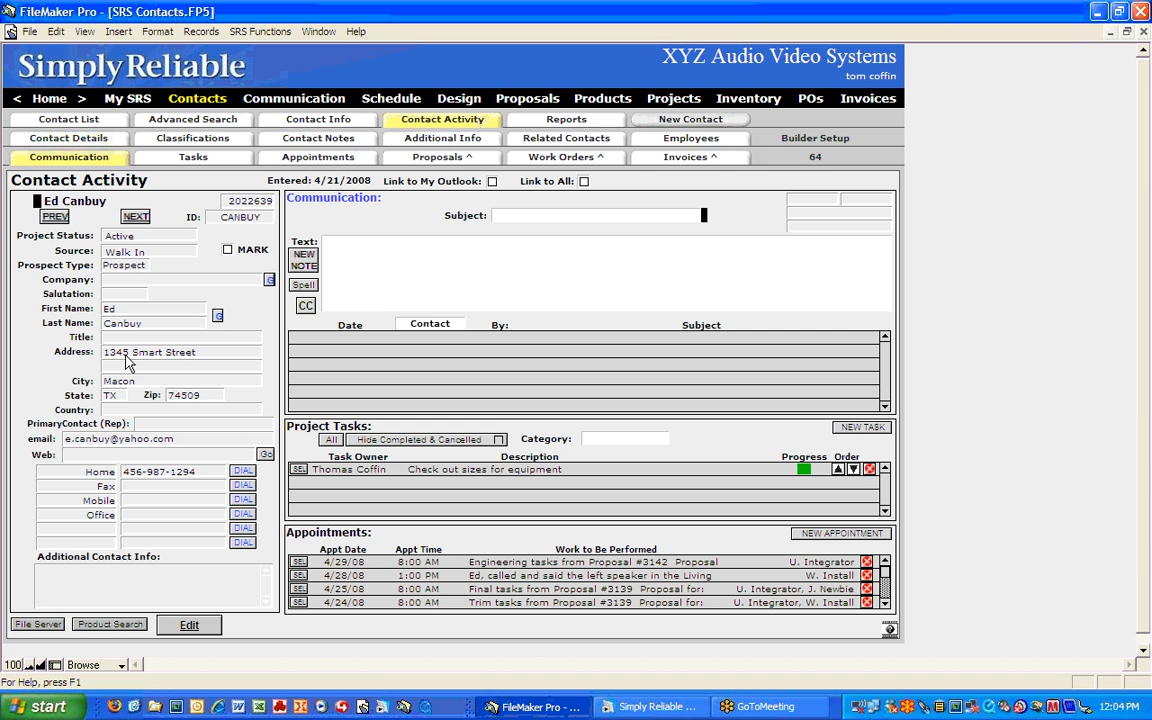 FileMaker Pro - [SRS Contacts.FP5]
File Edit View Insert Format Records SRS Functions Window Help
SimplyReliable
XYZ Audio Video Systems
tom coffin
< Home > My SRS Contacts Communication Schedule Design Proposals Products Projects Inventory POs Invoices
Contact List Advanced Search Contact Info Contact Activity Reports New Contact
Contact Details Classifications Contact Notes Additional Info Related Contacts Employees Builder Setup
Communication Tasks Appointments Proposals ^ Work Orders ^ Invoices ^ 64
Contact Activity Entered: 4/21/2008 Link to My Outlook: Link to All:
Ed Canbuy 2022639
PREV NEXT ID: CANBUY
Project Status: Active
Source: Walk In MARK
Prospect Type: Prospect
Company: G
Salutation:
First Name: Ed
G
Last Name: Canbuy
Title:
Address: 1345 Smart Street
City: Macon
State: TX Zip: 74509
Country:
PrimaryContact (Rep):
email: e.canbuy@yahoo.com
Web: Go
Home 456-987-1294 DIAL
Fax DIAL
Mobile DIAL
Office DIAL
DIAL
DIAL
Additional Contact Info:
File Server Product Search Edit
Communication:
Subject:
Text:
NEW NOTE
Spell
CC
Date Contact By: Subject
Project Tasks: NEW TASK
All Hide Completed & Cancelled Category:
Task Owner Description Progress Order
SEL Thomas Coffin Check out sizes for equipment
Appointments: NEW APPOINTMENT
Appt Date Appt Time Work to Be Performed
SEL 4/29/08 8:00 AM Engineering tasks from Proposal #3142 Proposal U. Integrator
SEL 4/28/08 1:00 PM Ed, called and said the left speaker in the Living W. Install
SEL 4/25/08 8:00 AM Final tasks from Proposal #3139 Proposal for: U. Integrator, J. Newbie
SEL 4/24/08 8:00 AM Trim tasks from Proposal #3139 Proposal for: U. Integrator, W. Install
?
100 Browse
For Help, press F1
start FileMaker Pro - ... Simply Reliable ... GoToMeeting 12:04 PM